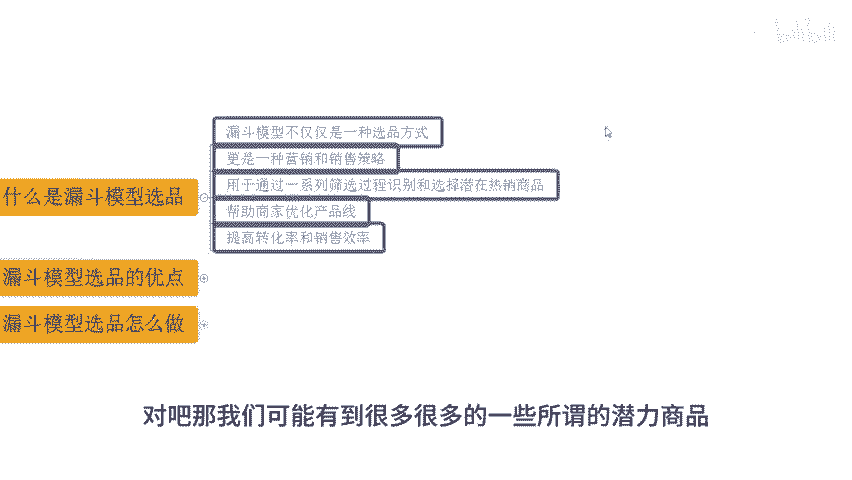 漏斗模型不仅仅是一种选品方式
更是一种营销和销售策略
什么是漏斗模型选品
用于通过一系列筛选过程识别和选择潜在热销商品
帮助商家优化产品线
提高转化率和销售效率
漏斗模型选品的优点
漏斗模型选品怎么做
对吧那我们可能有到很多很多的一些所谓的潜力商品